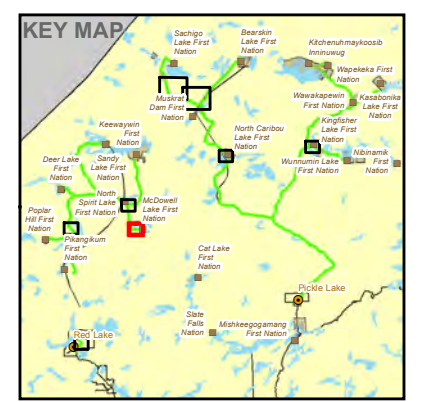 KEY MAP
Sachigo
Lake First
Nation
Bearskin
Lake First
Nation
Kitchenuhmaykoosib
Inninuwug
Wapekeka First
Nation
Muskrat
Dam First
Nation
Wawakapewin
First Nation
Kasabonika
Lake First
Nation
Keewaywin
First
Nation
North Caribou
Lake First
Nation
Kingfisher
Lake First
Nation
Deer Lake
First
Nation
Sandy
Lake First
Nation
Wunnumin Lake
First Nation
Nibinamik
First
Nation
North
Spirit Lake
First Nation
McDowell
Lake First
Nation
Poplar
Hill First
Nation
Pikangikum
First
Nation
Cat Lake
First
Nation
Pickle Lake
Slate
Falls
Nation
Mishkeegogamang
First Nation
Red Lake